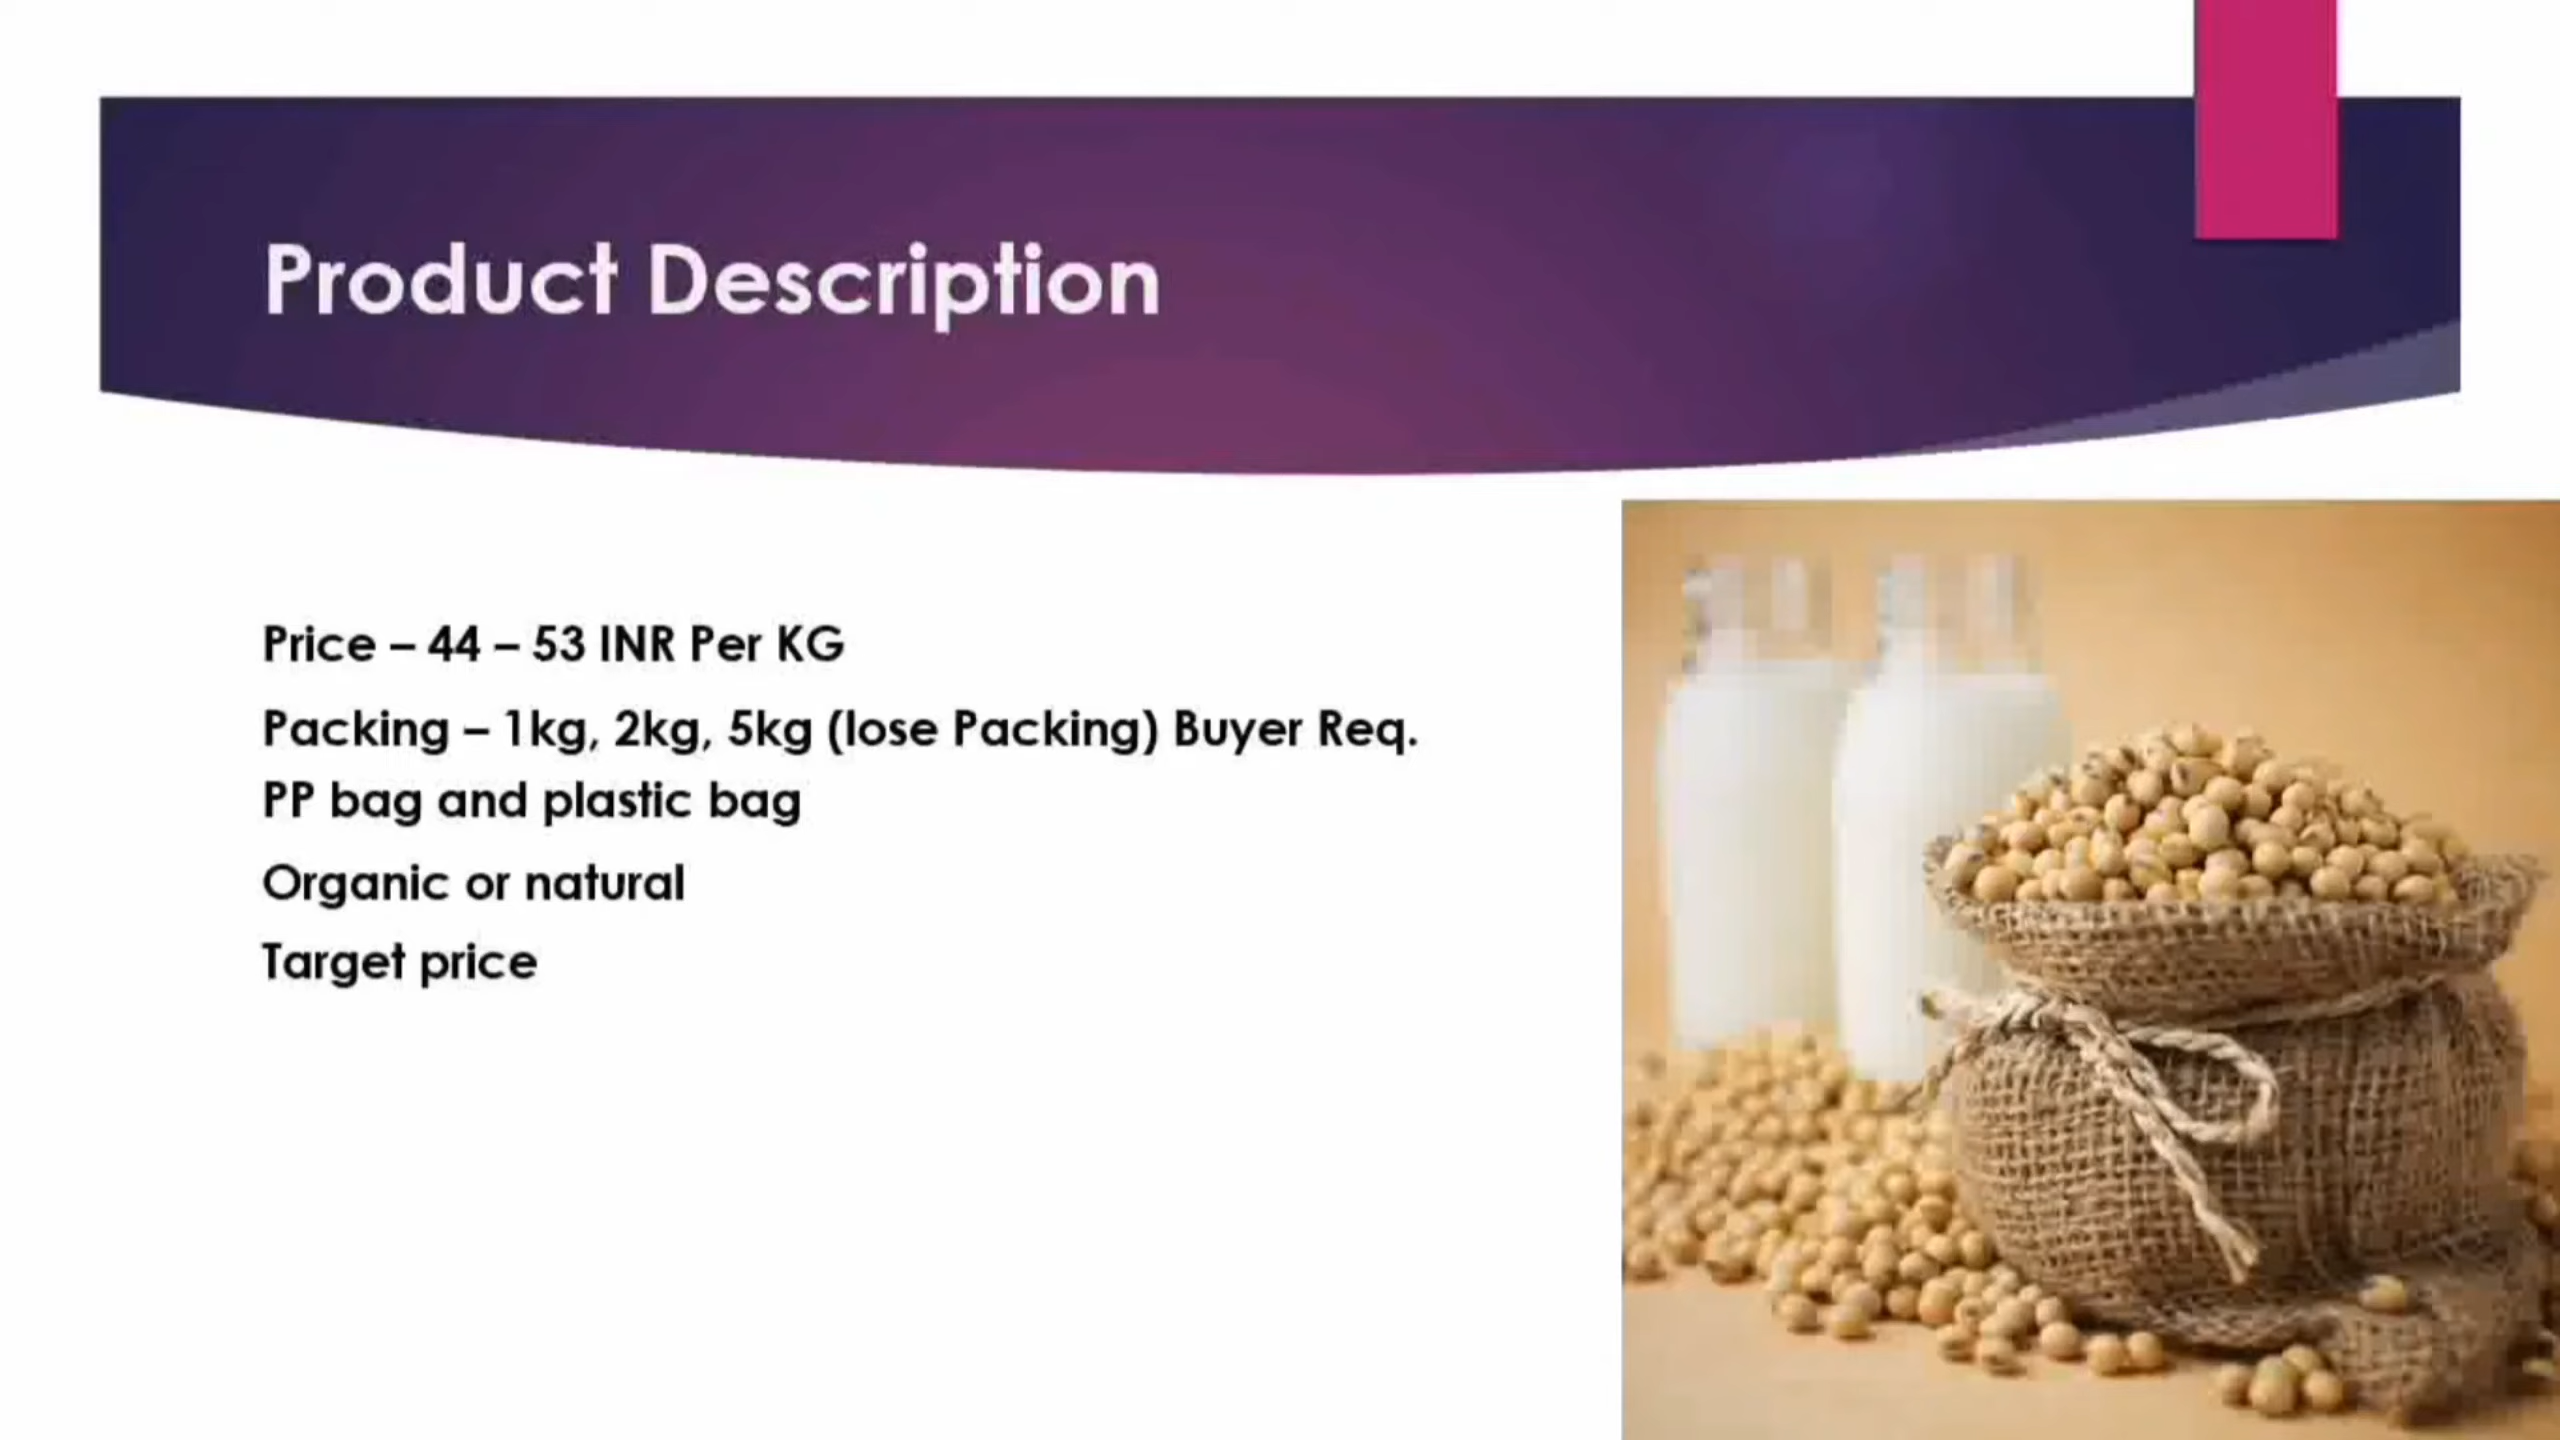 Product Description
Price – 44 – 53 INR Per KG
Packing – 1kg, 2kg, 5kg (lose Packing) Buyer Req.
PP bag and plastic bag
Organic or natural
Target price